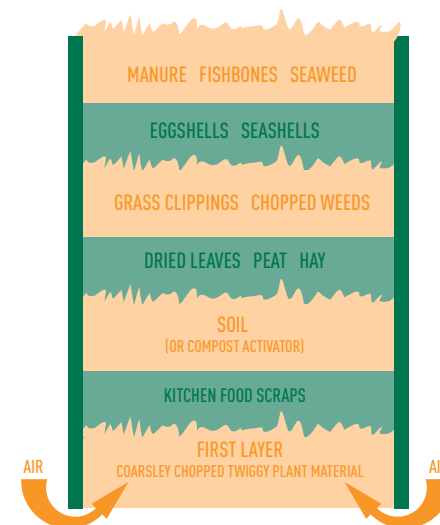 MANURE FISHBONES SEAWEED
EGGSHELLS SEASHELLS
GRASS CLIPPINGS CHOPPED WEEDS
DRIED LEAVES PEAT HAY
SOIL
(OR COMPOST ACTIVATOR)
KITCHEN FOOD SCRAPS
FIRST LAYER
COARSLEY CHOPPED TWIGGY PLANT MATERIAL
AIR